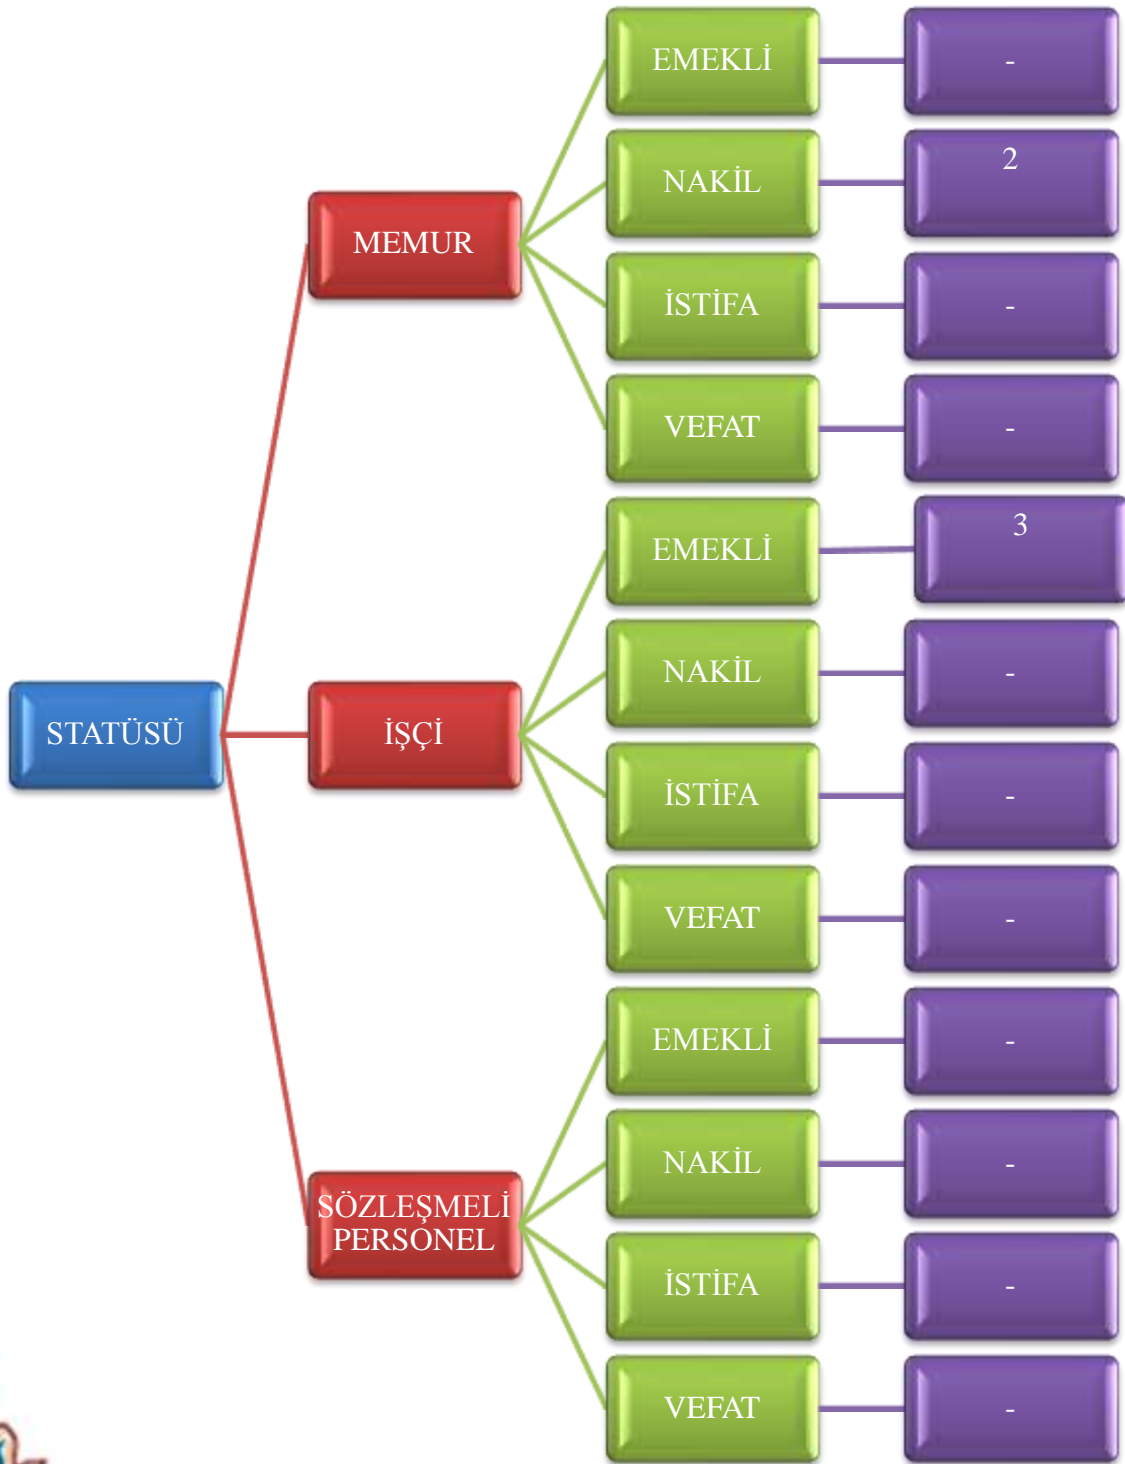 EMEKLİ
-
NAKİL
2
MEMUR
İSTİFA
-
VEFAT
-
EMEKLİ
3
NAKİL
-
STATÜSÜ
İŞÇİ
İSTİFA
-
VEFAT
-
EMEKLİ
-
NAKİL
-
SÖZLEŞMELİ
PERSONEL
İSTİFA
-
VEFAT
-